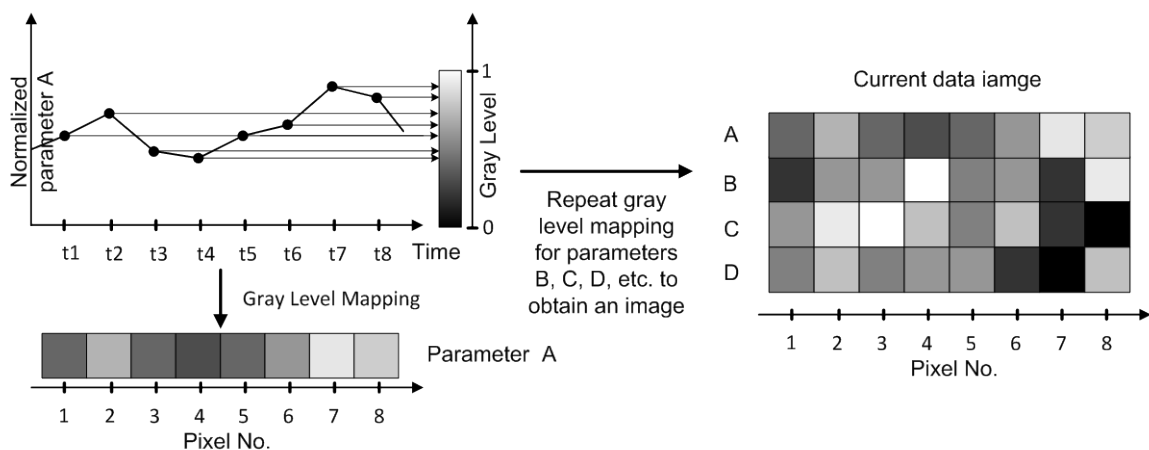 Normalized
parameter A
t1 t2 t3 t4 t5 t6 t7 t8 Time
1
0
Gray Level
Gray Level Mapping
Parameter A
1 2 3 4 5 6 7 8
Pixel No.
Repeat gray
level mapping
for parameters
B, C, D, etc. to
obtain an image
Current data iamge
A
B
C
D
1 2 3 4 5 6 7 8
Pixel No.